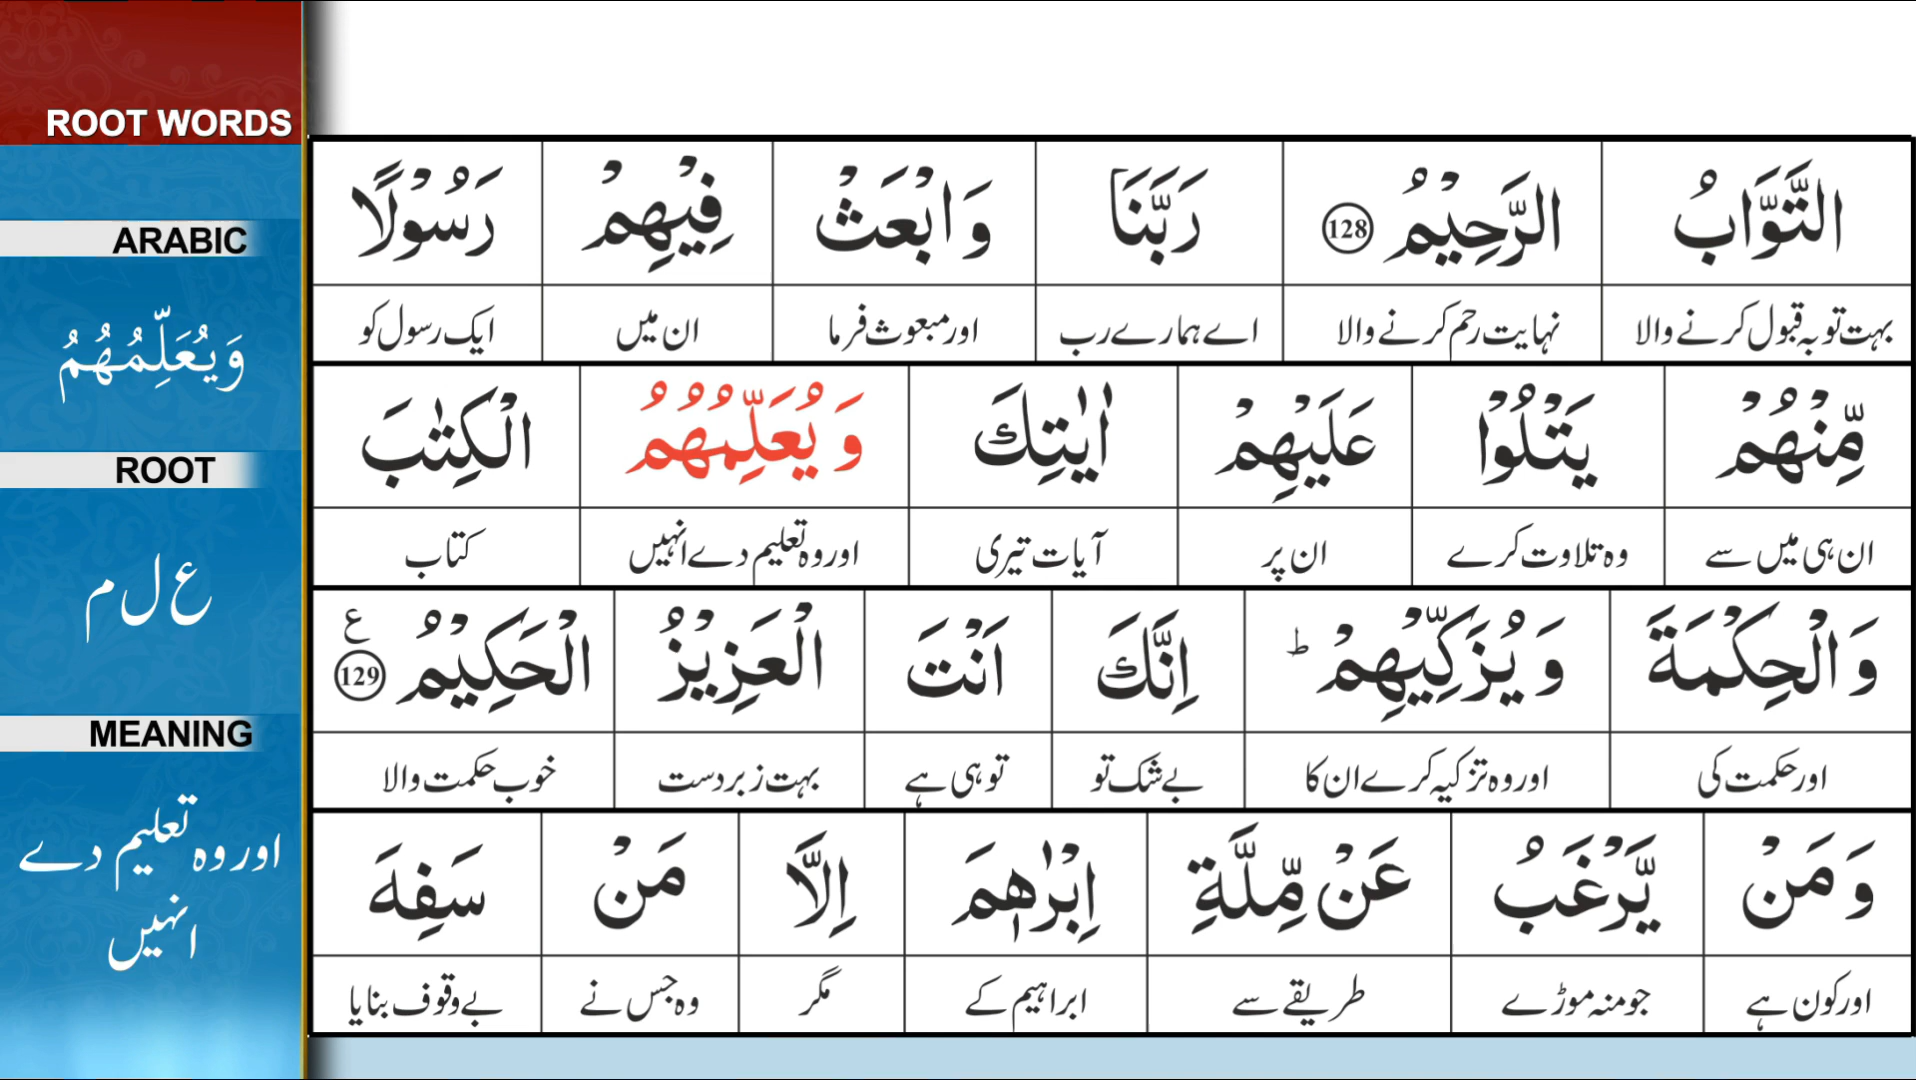 ROOT WORDS
ARABIC
وَيُعَلِّمُهُمُ
ROOT
ع ل م
MEANING
اور وہ تعلیم دے
انہیں
التَّوَّابُ الرَّحِيْمُ 128 رَبَّنَا وَابْعَثْ فِيْهِمْ رَسُوْلًا
بہت توبہ قبول کرنے والا نہایت رحم کرنے والا اے ہمارے رب اور مبعوث فرما ان میں ایک رسول کو
مِّنْهُمْ يَتْلُوْا عَلَيْهِمْ اٰيٰتِكَ وَيُعَلِّمُهُمُ الْكِتٰبَ
ان ہی میں سے وہ تلاوت کرے ان پر آیات تیری اور وہ تعلیم دے انہیں کتاب
وَالْحِكْمَةَ وَيُزَكِّيْهِمْ ط اِنَّكَ اَنْتَ الْعَزِيْزُ الْحَكِيْمُ 129 ع
اور حکمت کی اور وہ تزکیہ کرے ان کا بے شک تو تو ہی ہے بہت زبردست خوب حکمت والا
وَمَنْ يَّرْغَبُ عَنْ مِّلَّةِ اِبْرٰهٖمَ اِلَّا مَنْ سَفِهَ
اور کون ہے جو منہ موڑے طریقے سے ابراہیم کے مگر وہ جس نے بے وقوف بنایا